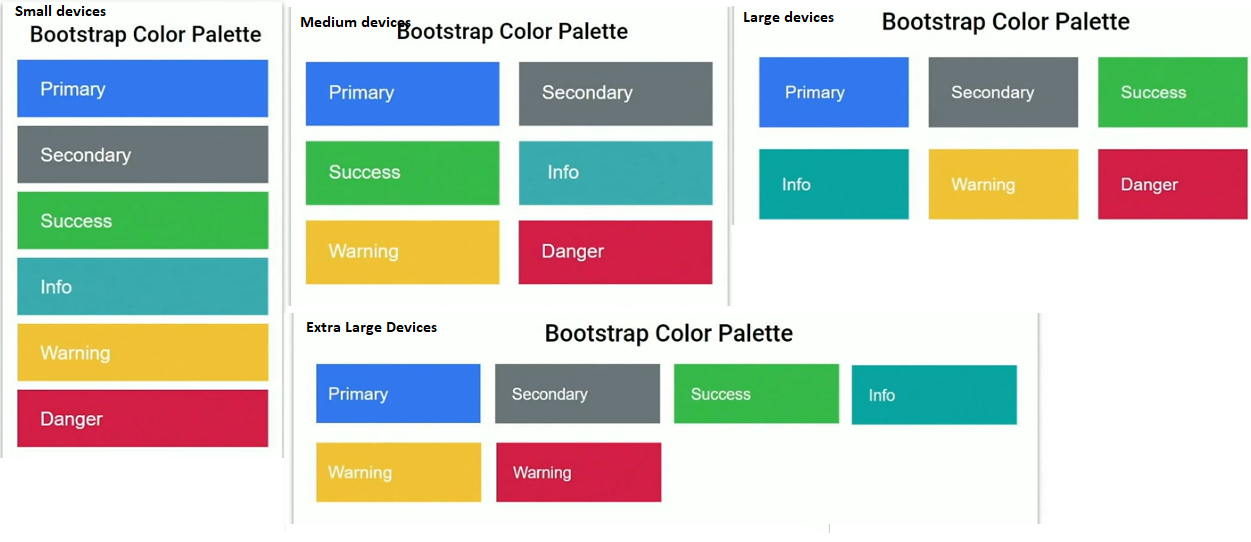 Small devices
Bootstrap Color Palette
Primary
Secondary
Success
Info
Warning
Danger
Medium devices
Bootstrap Color Palette
Primary
Secondary
Success
Info
Warning
Danger
Large devices
Bootstrap Color Palette
Primary
Secondary
Success
Info
Warning
Danger
Extra Large Devices
Bootstrap Color Palette
Primary
Secondary
Success
Info
Warning
Warning